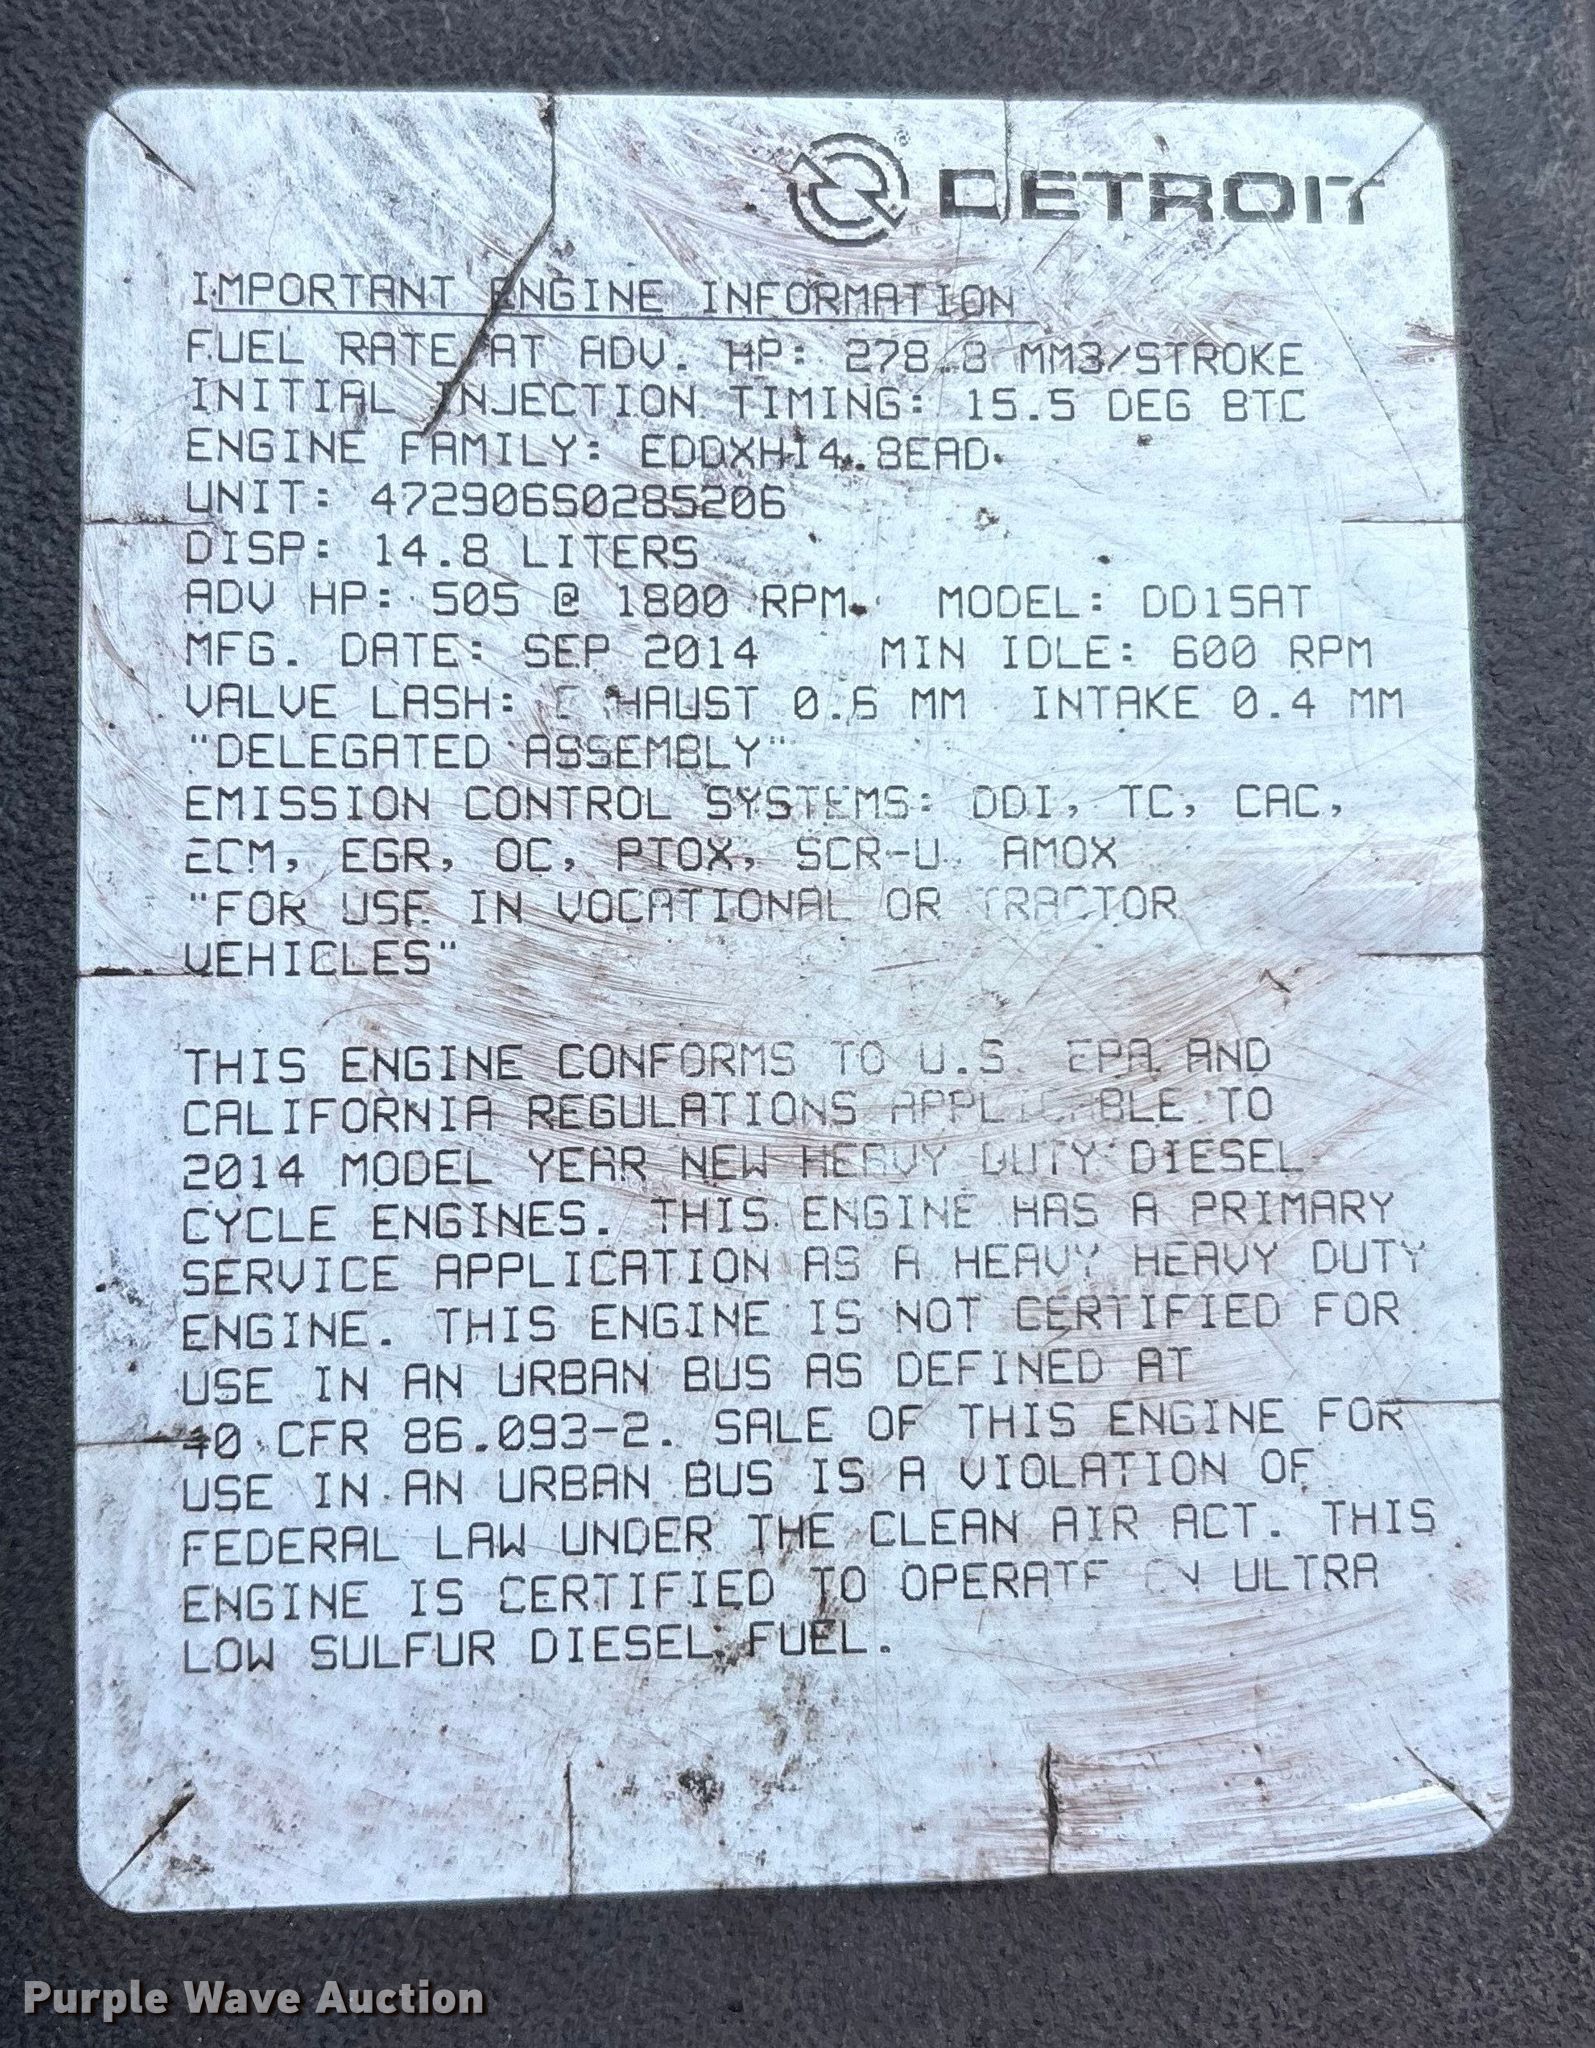 DETROIT
IMPORTANT ENGINE INFORMATION
FUEL RATE AT ADV. HP: 278.8 MM3/STROKE
INITIAL INJECTION TIMING: 15.5 DEG BTC
ENGINE FAMILY: EDDXH14.8EAD
UNIT: 472906S0285206
DISP: 14.8 LITERS
ADV HP: 505 @ 1800 RPM MODEL: DD15AT
MFG. DATE: SEP 2014 MIN IDLE: 600 RPM
VALVE LASH: EXHAUST 0.6 MM INTAKE 0.4 MM
"DELEGATED ASSEMBLY"
EMISSION CONTROL SYSTEMS: DDI, TC, CAC,
ECM, EGR, OC, PTOX, SCR-U, AMOX
"FOR USE IN VOCATIONAL OR TRACTOR
VEHICLES"
THIS ENGINE CONFORMS TO U.S. EPA AND
CALIFORNIA REGULATIONS APPLICABLE TO
2014 MODEL YEAR NEW HEAVY DUTY DIESEL
CYCLE ENGINES. THIS ENGINE HAS A PRIMARY
SERVICE APPLICATION AS A HEAVY HEAVY DUTY
ENGINE. THIS ENGINE IS NOT CERTIFIED FOR
USE IN AN URBAN BUS AS DEFINED AT
40 CFR 86.093-2. SALE OF THIS ENGINE FOR
USE IN AN URBAN BUS IS A VIOLATION OF
FEDERAL LAW UNDER THE CLEAN AIR ACT. THIS
ENGINE IS CERTIFIED TO OPERATE ON ULTRA
LOW SULFUR DIESEL FUEL.
Purple Wave Auction